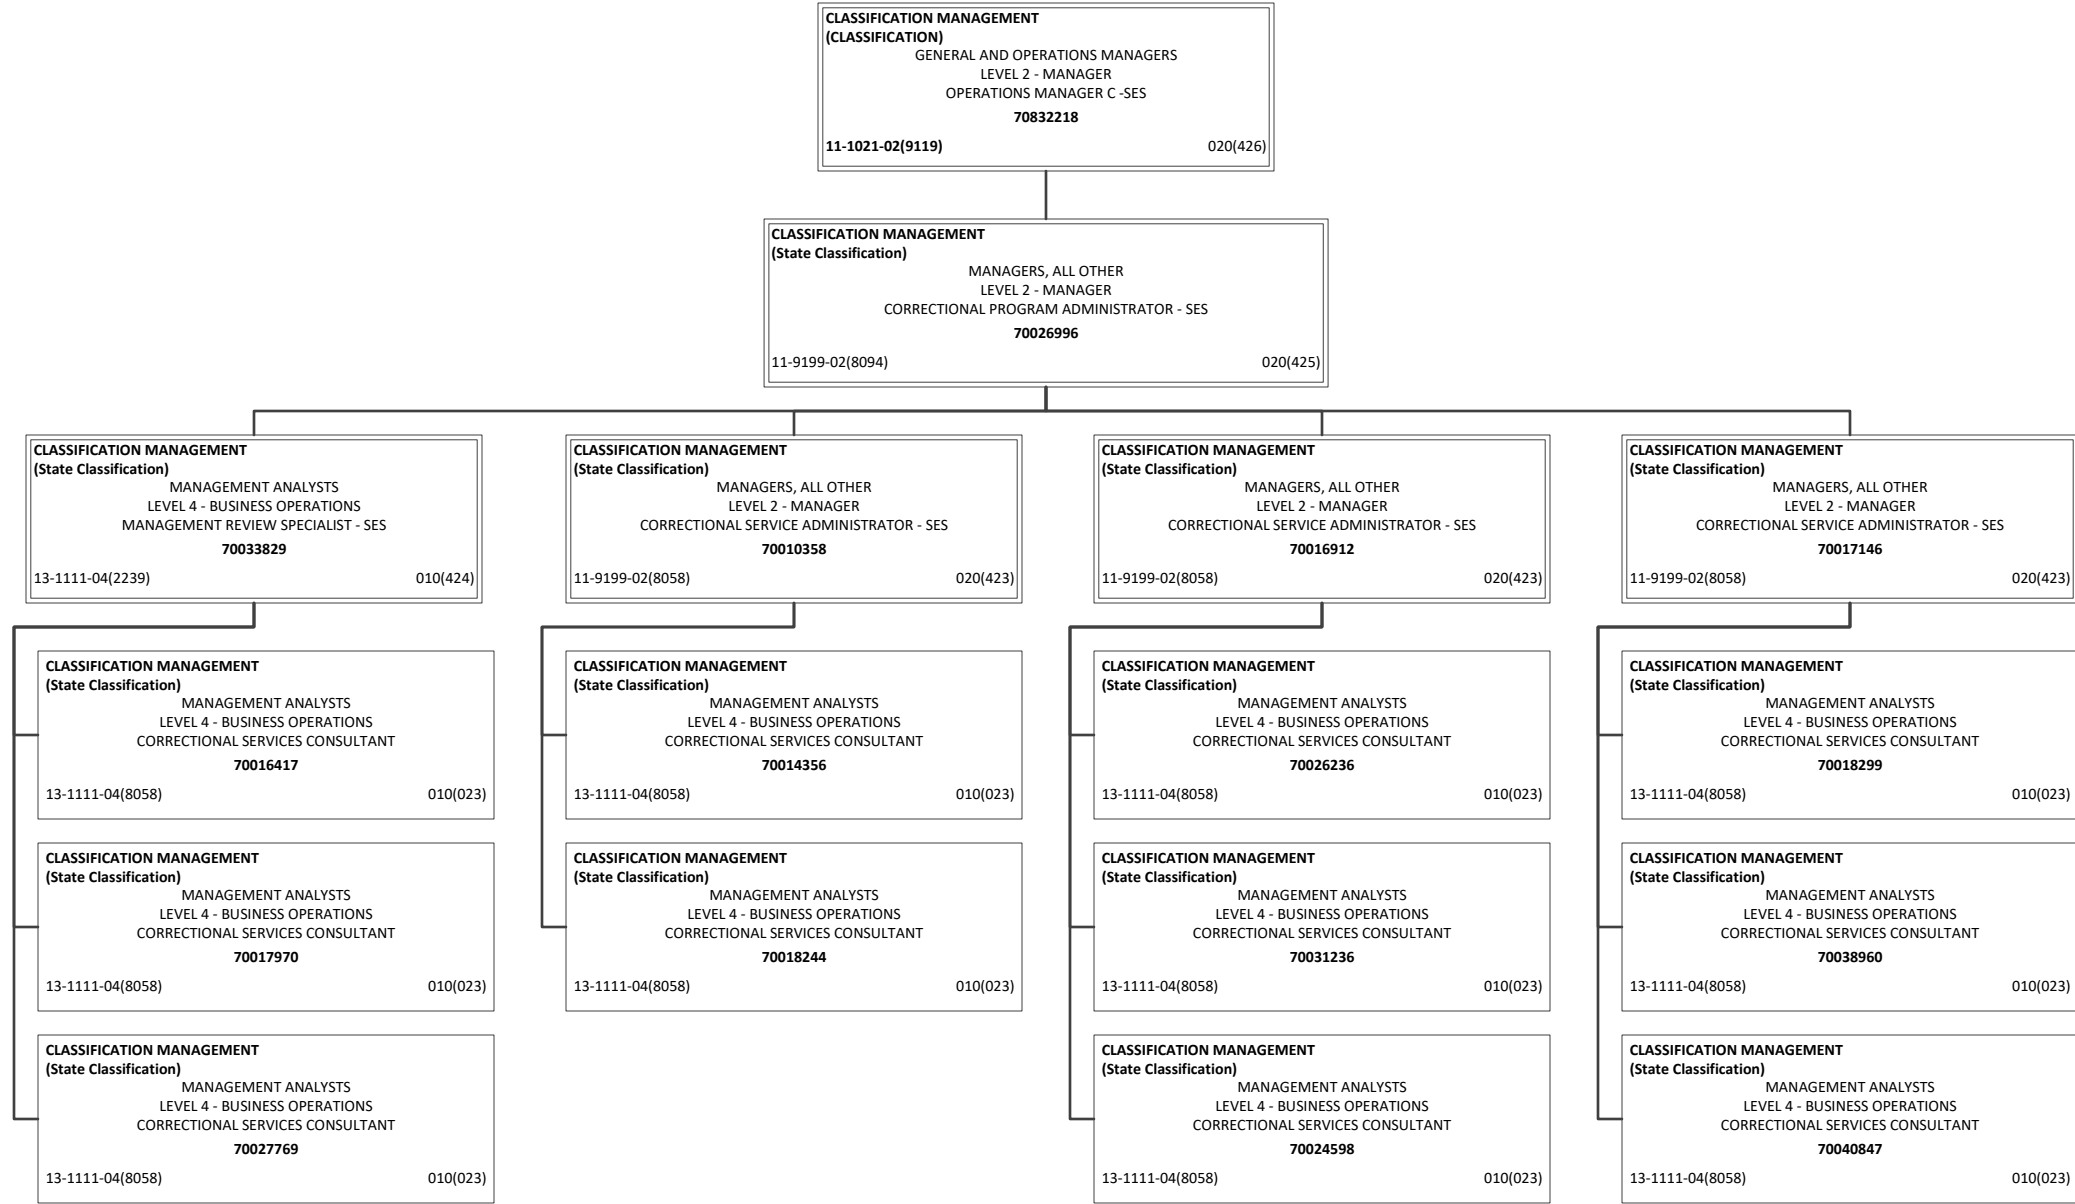 CLASSIFICATION MANAGEMENT
(CLASSIFICATION)
GENERAL AND OPERATIONS MANAGERS
LEVEL 2 - MANAGER
OPERATIONS MANAGER C -SES
70832218
11-1021-02(9119) 020(426)
CLASSIFICATION MANAGEMENT
(State Classification)
MANAGERS, ALL OTHER
LEVEL 2 - MANAGER
CORRECTIONAL PROGRAM ADMINISTRATOR - SES
70026996
11-9199-02(8094) 020(425)
CLASSIFICATION MANAGEMENT
(State Classification)
MANAGEMENT ANALYSTS
LEVEL 4 - BUSINESS OPERATIONS
MANAGEMENT REVIEW SPECIALIST - SES
70033829
13-1111-04(2239) 010(424)
CLASSIFICATION MANAGEMENT
(State Classification)
MANAGERS, ALL OTHER
LEVEL 2 - MANAGER
CORRECTIONAL SERVICE ADMINISTRATOR - SES
70010358
11-9199-02(8058) 020(423)
CLASSIFICATION MANAGEMENT
(State Classification)
MANAGERS, ALL OTHER
LEVEL 2 - MANAGER
CORRECTIONAL SERVICE ADMINISTRATOR - SES
70016912
11-9199-02(8058) 020(423)
CLASSIFICATION MANAGEMENT
(State Classification)
MANAGERS, ALL OTHER
LEVEL 2 - MANAGER
CORRECTIONAL SERVICE ADMINISTRATOR - SES
70017146
11-9199-02(8058) 020(423)
CLASSIFICATION MANAGEMENT
(State Classification)
MANAGEMENT ANALYSTS
LEVEL 4 - BUSINESS OPERATIONS
CORRECTIONAL SERVICES CONSULTANT
70016417
13-1111-04(8058) 010(023)
CLASSIFICATION MANAGEMENT
(State Classification)
MANAGEMENT ANALYSTS
LEVEL 4 - BUSINESS OPERATIONS
CORRECTIONAL SERVICES CONSULTANT
70014356
13-1111-04(8058) 010(023)
CLASSIFICATION MANAGEMENT
(State Classification)
MANAGEMENT ANALYSTS
LEVEL 4 - BUSINESS OPERATIONS
CORRECTIONAL SERVICES CONSULTANT
70026236
13-1111-04(8058) 010(023)
CLASSIFICATION MANAGEMENT
(State Classification)
MANAGEMENT ANALYSTS
LEVEL 4 - BUSINESS OPERATIONS
CORRECTIONAL SERVICES CONSULTANT
70018299
13-1111-04(8058) 010(023)
CLASSIFICATION MANAGEMENT
(State Classification)
MANAGEMENT ANALYSTS
LEVEL 4 - BUSINESS OPERATIONS
CORRECTIONAL SERVICES CONSULTANT
70017970
13-1111-04(8058) 010(023)
CLASSIFICATION MANAGEMENT
(State Classification)
MANAGEMENT ANALYSTS
LEVEL 4 - BUSINESS OPERATIONS
CORRECTIONAL SERVICES CONSULTANT
70018244
13-1111-04(8058) 010(023)
CLASSIFICATION MANAGEMENT
(State Classification)
MANAGEMENT ANALYSTS
LEVEL 4 - BUSINESS OPERATIONS
CORRECTIONAL SERVICES CONSULTANT
70031236
13-1111-04(8058) 010(023)
CLASSIFICATION MANAGEMENT
(State Classification)
MANAGEMENT ANALYSTS
LEVEL 4 - BUSINESS OPERATIONS
CORRECTIONAL SERVICES CONSULTANT
70038960
13-1111-04(8058) 010(023)
CLASSIFICATION MANAGEMENT
(State Classification)
MANAGEMENT ANALYSTS
LEVEL 4 - BUSINESS OPERATIONS
CORRECTIONAL SERVICES CONSULTANT
70027769
13-1111-04(8058) 010(023)
CLASSIFICATION MANAGEMENT
(State Classification)
MANAGEMENT ANALYSTS
LEVEL 4 - BUSINESS OPERATIONS
CORRECTIONAL SERVICES CONSULTANT
70024598
13-1111-04(8058) 010(023)
CLASSIFICATION MANAGEMENT
(State Classification)
MANAGEMENT ANALYSTS
LEVEL 4 - BUSINESS OPERATIONS
CORRECTIONAL SERVICES CONSULTANT
70040847
13-1111-04(8058) 010(023)